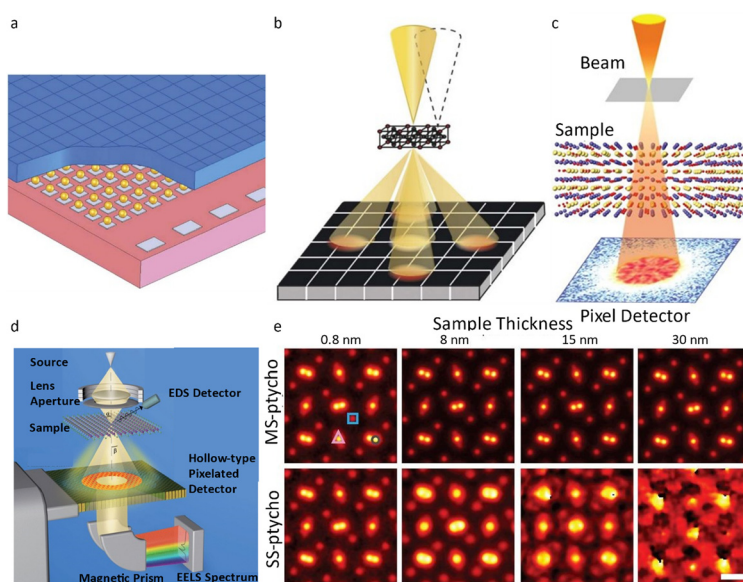 a
b
c
Beam
Sample
Pixel Detector
d
Source
Lens
Aperture
EDS Detector
Sample
α
β
Hollow-type
Pixelated
Detector
Magnetic Prism
EELS Spectrum
e
Sample Thickness
0.8 nm
8 nm
15 nm
30 nm
MS-ptycho
SS-ptycho